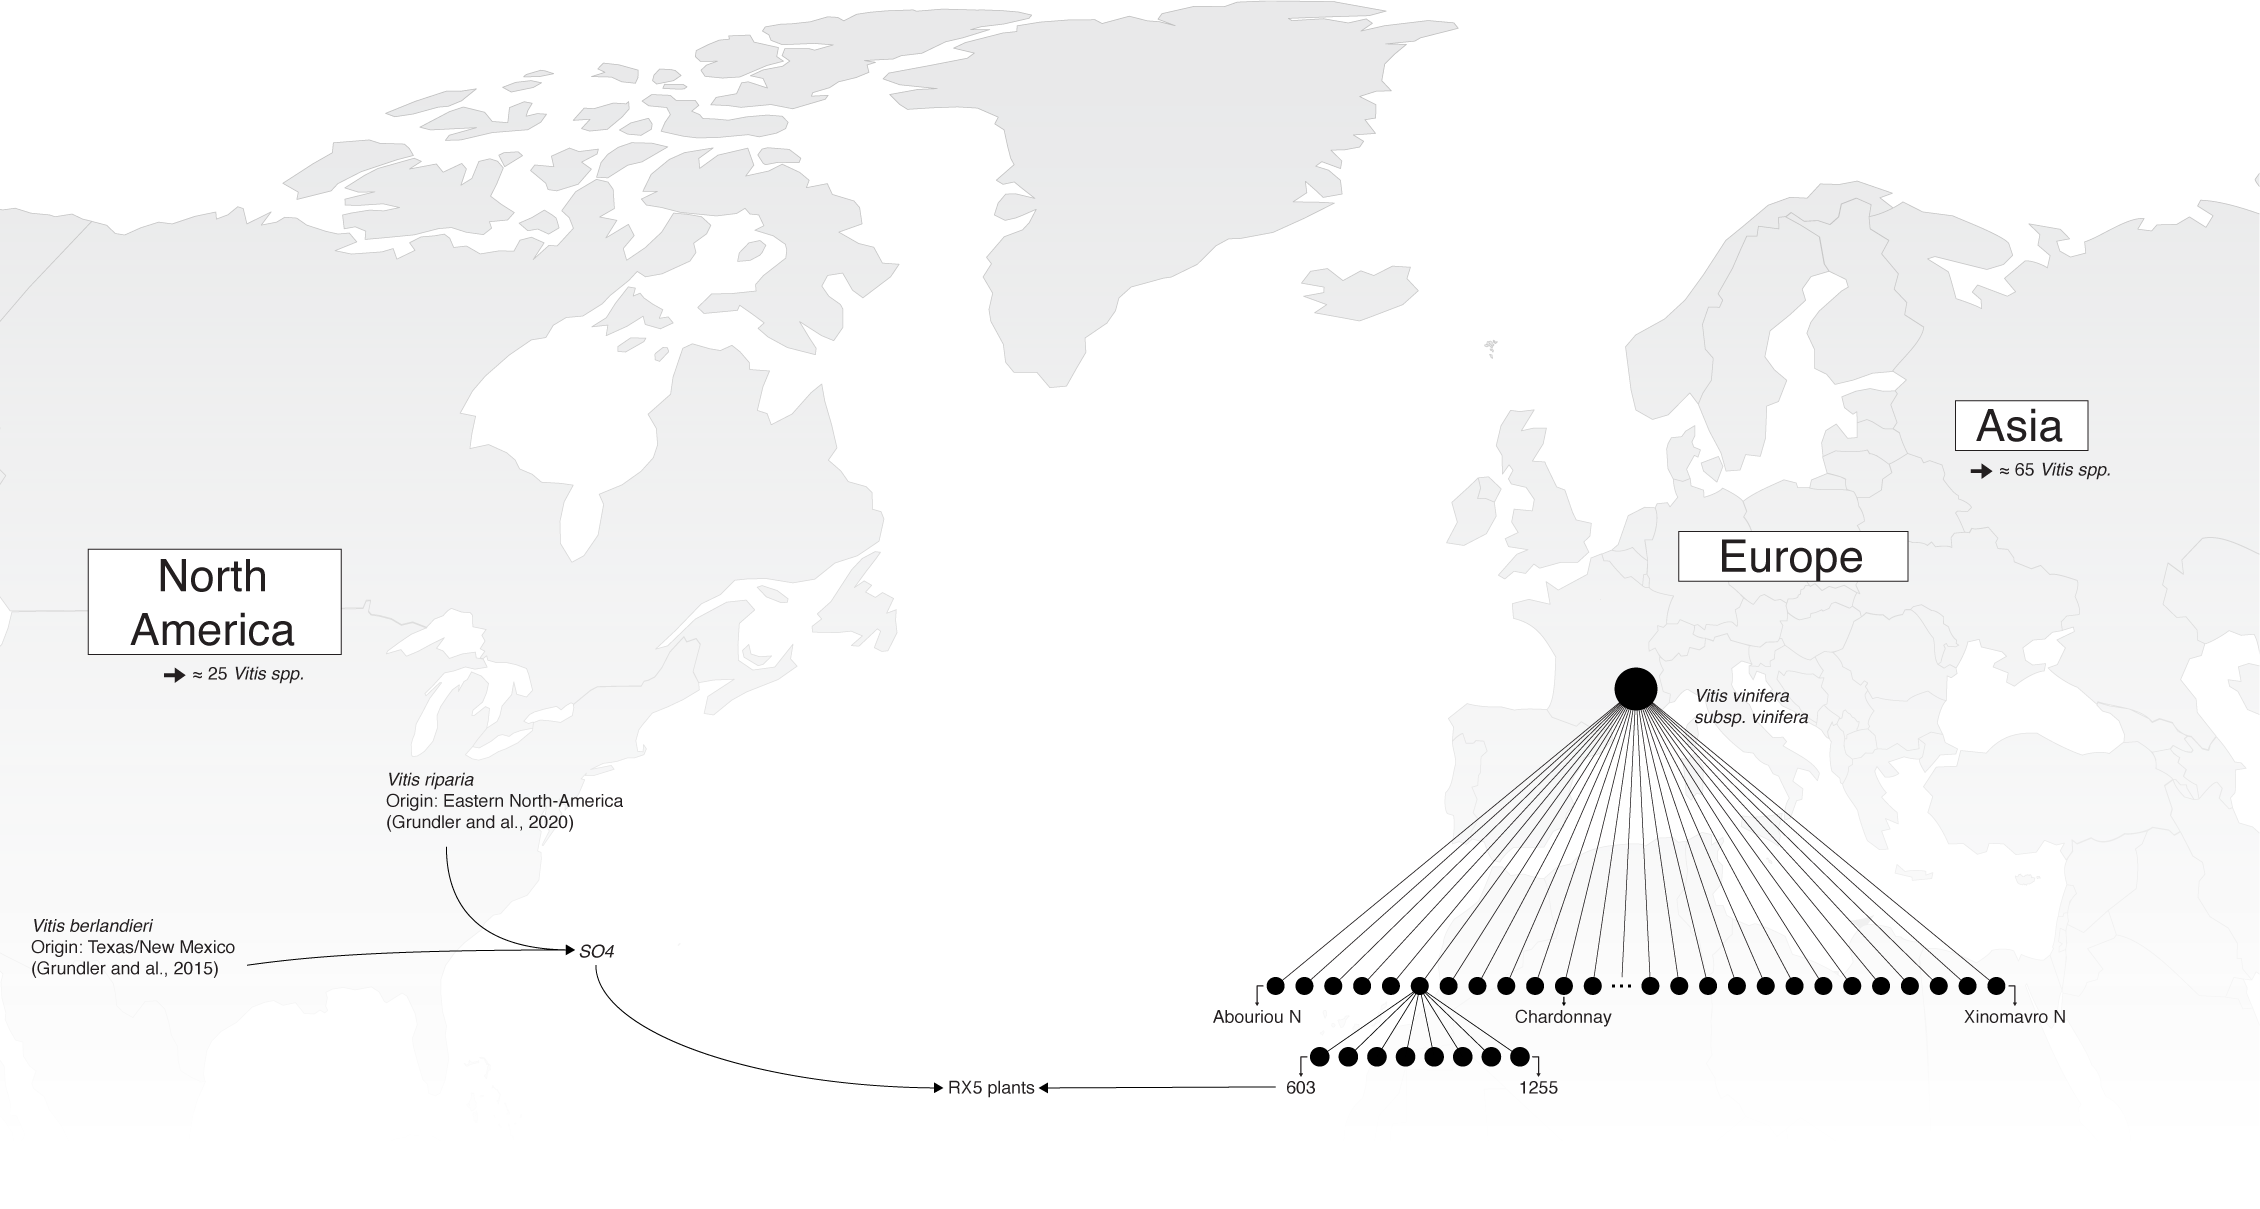 Asia
≈ 65 Vitis spp.
Europe
North
America
≈ 25 Vitis spp.
Vitis vinifera
subsp. vinifera
Vitis riparia
Origin: Eastern North-America
(Grundler and al., 2020)
Vitis berlandieri
Origin: Texas/New Mexico
(Grundler and al., 2015)
SO4
...
Abouriou N
Chardonnay
Xinomavro N
RX5 plants
603
1255